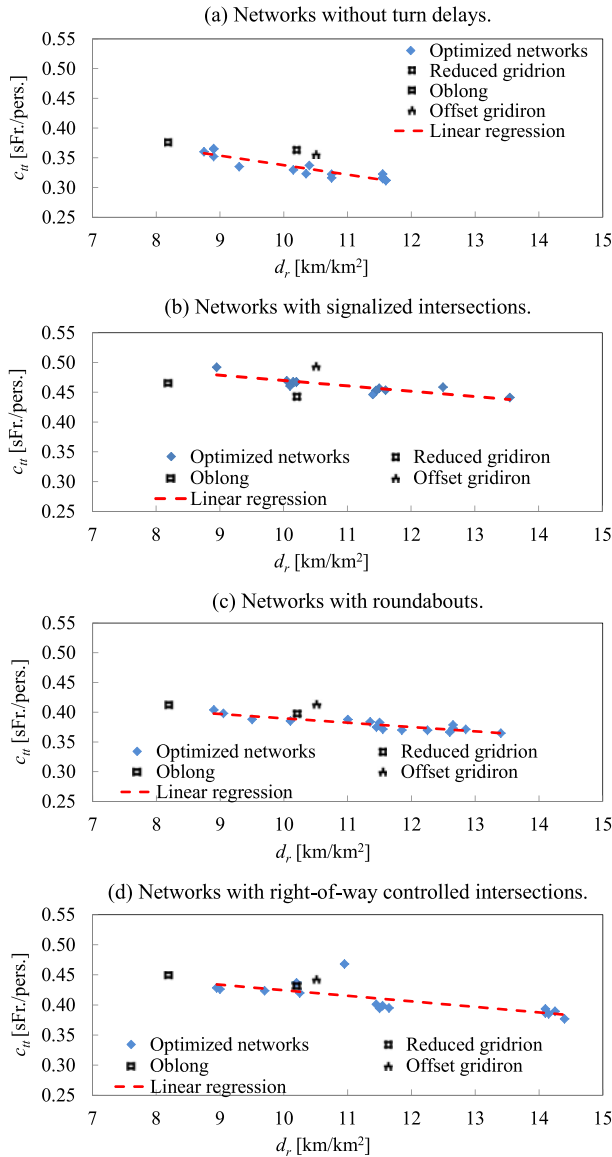 (a) Networks without turn delays.
0.55
0.50
0.45
0.40
0.35
0.30
0.25
c_tt [sFr./pers.]
Optimized networks
Reduced gridrion
Oblong
Offset gridiron
Linear regression
7 8 9 10 11 12 13 14 15
d_r [km/km²]
(b) Networks with signalized intersections.
0.55
0.50
0.45
0.40
0.35
0.30
0.25
c_tt [sFr./pers.]
Optimized networks Reduced gridrion
Oblong Offset gridiron
Linear regression
7 8 9 10 11 12 13 14 15
d_r [km/km²]
(c) Networks with roundabouts.
0.55
0.50
0.45
0.40
0.35
0.30
0.25
c_tt [sFr./pers.]
Optimized networks Reduced gridrion
Oblong Offset gridiron
Linear regression
7 8 9 10 11 12 13 14 15
d_r [km/km²]
(d) Networks with right-of-way controlled intersections.
0.55
0.50
0.45
0.40
0.35
0.30
0.25
c_tt [sFr./pers.]
Optimized networks Reduced gridrion
Oblong Offset gridiron
Linear regression
7 8 9 10 11 12 13 14 15
d_r [km/km²]